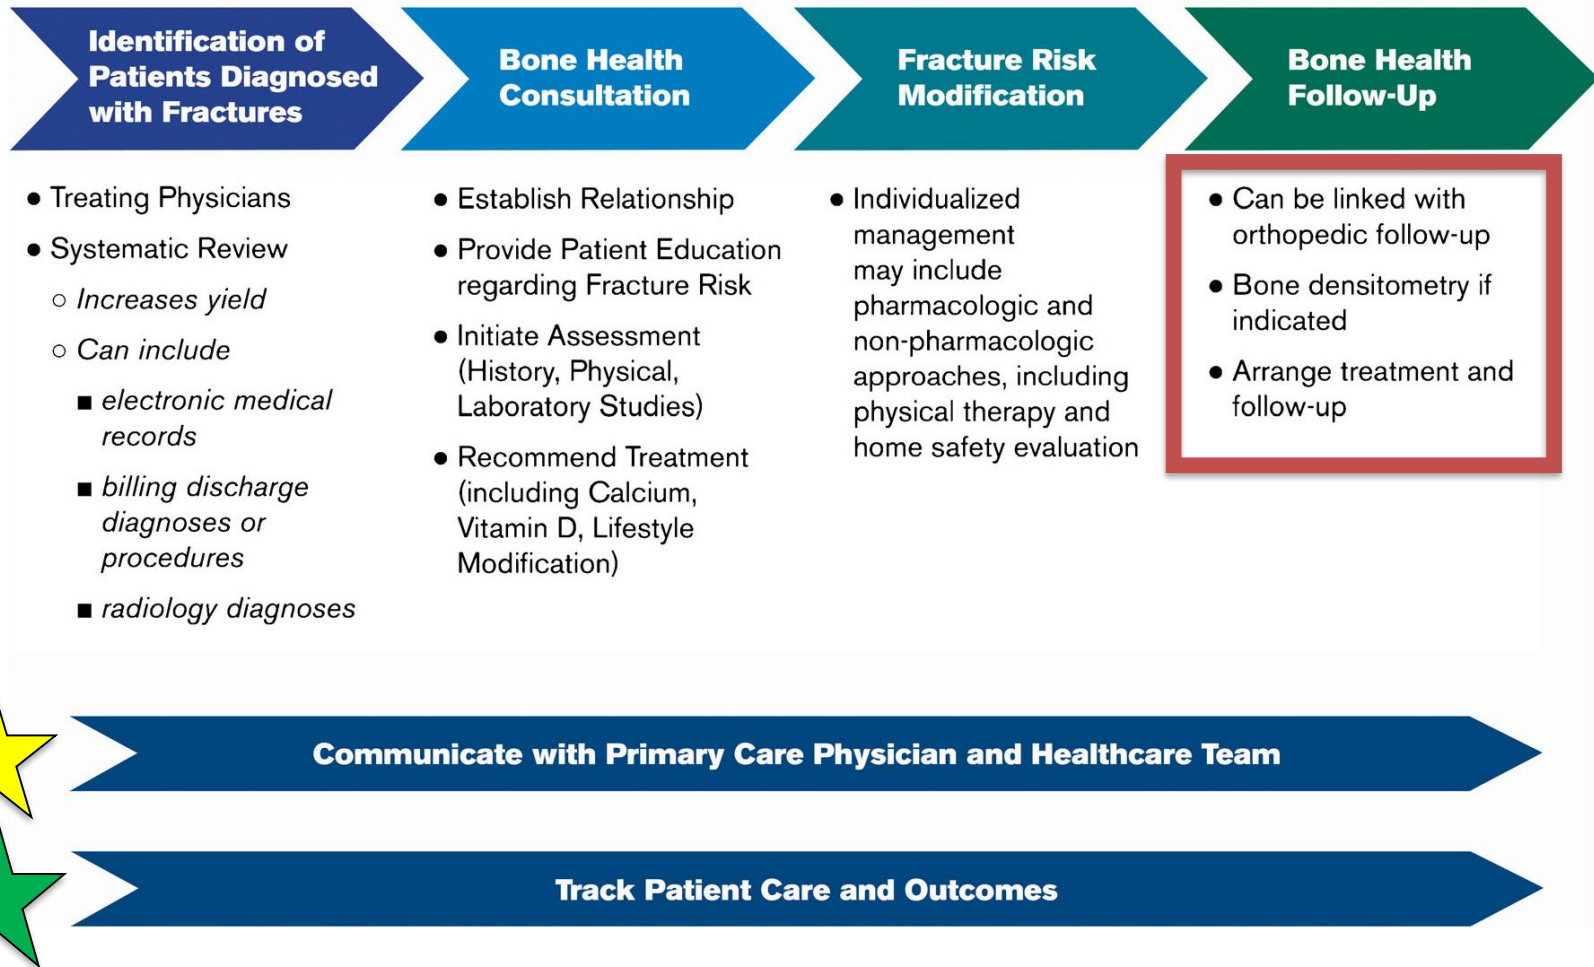 Identification of
Patients Diagnosed
with Fractures
● Treating Physicians
● Systematic Review
○ Increases yield
○ Can include
■ electronic medical
records
■ billing discharge
diagnoses or
procedures
■ radiology diagnoses
Bone Health
Consultation
● Establish Relationship
● Provide Patient Education
regarding Fracture Risk
● Initiate Assessment
(History, Physical,
Laboratory Studies)
● Recommend Treatment
(including Calcium,
Vitamin D, Lifestyle
Modification)
Fracture Risk
Modification
● Individualized
management
may include
pharmacologic and
non-pharmacologic
approaches, including
physical therapy and
home safety evaluation
Bone Health
Follow-Up
● Can be linked with
orthopedic follow-up
● Bone densitometry if
indicated
● Arrange treatment and
follow-up
Communicate with Primary Care Physician and Healthcare Team
Track Patient Care and Outcomes